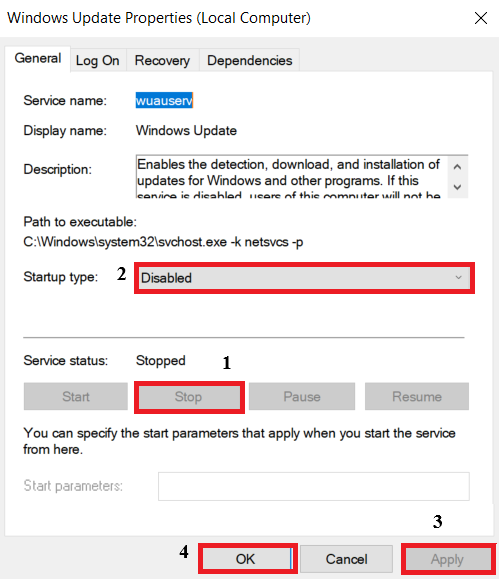 Windows Update Properties (Local Computer)
General Log On Recovery Dependencies
Service name: wuauserv
Display name: Windows Update
Description: Enables the detection, download, and installation of
updates for Windows and other programs. If this
service is disabled, users of this computer will not be
Path to executable:
C:\Windows\system32\svchost.exe -k netsvcs -p
Startup type: 2 Disabled
1
Service status: Stopped
Start Stop Pause Resume
You can specify the start parameters that apply when you start the service
from here.
Start parameters:
3
4 OK Cancel Apply